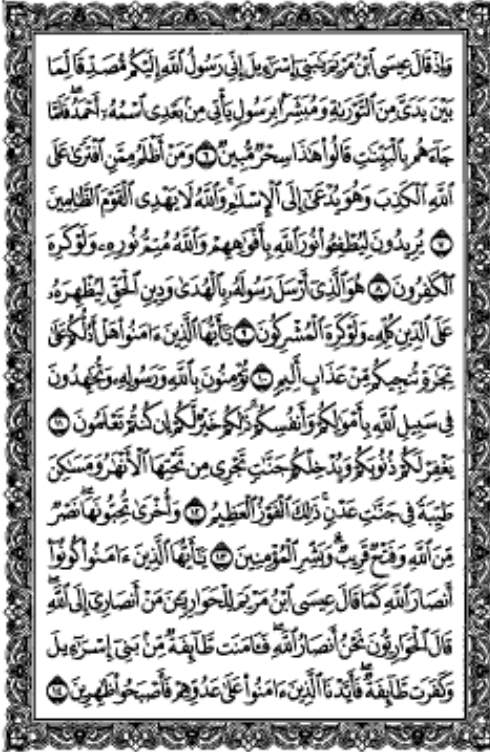 وَإِذْ قَالَ عِيسَى ٱبْنُ مَرْيَمَ يَٰبَنِىٓ إِسْرَٰٓءِيلَ إِنِّى رَسُولُ ٱللَّهِ إِلَيْكُم مُّصَدِّقًا لِّمَا
بَيْنَ يَدَىَّ مِنَ ٱلتَّوْرَىٰةِ وَمُبَشِّرًۢا بِرَسُولٍ يَأْتِى مِنۢ بَعْدِى ٱسْمُهُۥٓ أَحْمَدُ ۖ فَلَمَّا
جَآءَهُم بِٱلْبَيِّنَٰتِ قَالُوا۟ هَٰذَا سِحْرٌ مُّبِينٌ ٦ وَمَنْ أَظْلَمُ مِمَّنِ ٱفْتَرَىٰ عَلَى
ٱللَّهِ ٱلْكَذِبَ وَهُوَ يُدْعَىٰٓ إِلَى ٱلْإِسْلَٰمِ ۚ وَٱللَّهُ لَا يَهْدِى ٱلْقَوْمَ ٱلظَّٰلِمِينَ
٧ يُرِيدُونَ لِيُطْفِـُٔوا۟ نُورَ ٱللَّهِ بِأَفْوَٰهِهِمْ وَٱللَّهُ مُتِمُّ نُورِهِۦ وَلَوْ كَرِهَ
ٱلْكَٰفِرُونَ ٨ هُوَ ٱلَّذِىٓ أَرْسَلَ رَسُولَهُۥ بِٱلْهُدَىٰ وَدِينِ ٱلْحَقِّ لِيُظْهِرَهُۥ
عَلَى ٱلدِّينِ كُلِّهِۦ وَلَوْ كَرِهَ ٱلْمُشْرِكُونَ ٩ يَٰٓأَيُّهَا ٱلَّذِينَ ءَامَنُوا۟ هَلْ أَدُلُّكُمْ عَلَىٰ
تِجَٰرَةٍ تُنجِيكُم مِّنْ عَذَابٍ أَلِيمٍ ١٠ تُؤْمِنُونَ بِٱللَّهِ وَرَسُولِهِۦ وَتُجَٰهِدُونَ
فِى سَبِيلِ ٱللَّهِ بِأَمْوَٰلِكُمْ وَأَنفُسِكُمْ ۚ ذَٰلِكُمْ خَيْرٌ لَّكُمْ إِن كُنتُمْ تَعْلَمُونَ ١١
يَغْفِرْ لَكُمْ ذُنُوبَكُمْ وَيُدْخِلْكُمْ جَنَّٰتٍ تَجْرِى مِن تَحْتِهَا ٱلْأَنْهَٰرُ وَمَسَٰكِنَ
طَيِّبَةً فِى جَنَّٰتِ عَدْنٍ ۚ ذَٰلِكَ ٱلْفَوْزُ ٱلْعَظِيمُ ١٢ وَأُخْرَىٰ تُحِبُّونَهَا ۖ نَصْرٌ
مِّنَ ٱللَّهِ وَفَتْحٌ قَرِيبٌ ۗ وَبَشِّرِ ٱلْمُؤْمِنِينَ ١٣ يَٰٓأَيُّهَا ٱلَّذِينَ ءَامَنُوا۟ كُونُوٓا۟
أَنصَارَ ٱللَّهِ كَمَا قَالَ عِيسَى ٱبْنُ مَرْيَمَ لِلْحَوَارِيِّۦنَ مَنْ أَنصَارِىٓ إِلَى ٱللَّهِ ۖ
قَالَ ٱلْحَوَارِيُّونَ نَحْنُ أَنصَارُ ٱللَّهِ ۖ فَـَٔامَنَت طَّآئِفَةٌ مِّنۢ بَنِىٓ إِسْرَٰٓءِيلَ
وَكَفَرَت طَّآئِفَةٌ ۖ فَأَيَّدْنَا ٱلَّذِينَ ءَامَنُوا۟ عَلَىٰ عَدُوِّهِمْ فَأَصْبَحُوا۟ ظَٰهِرِينَ ١٤